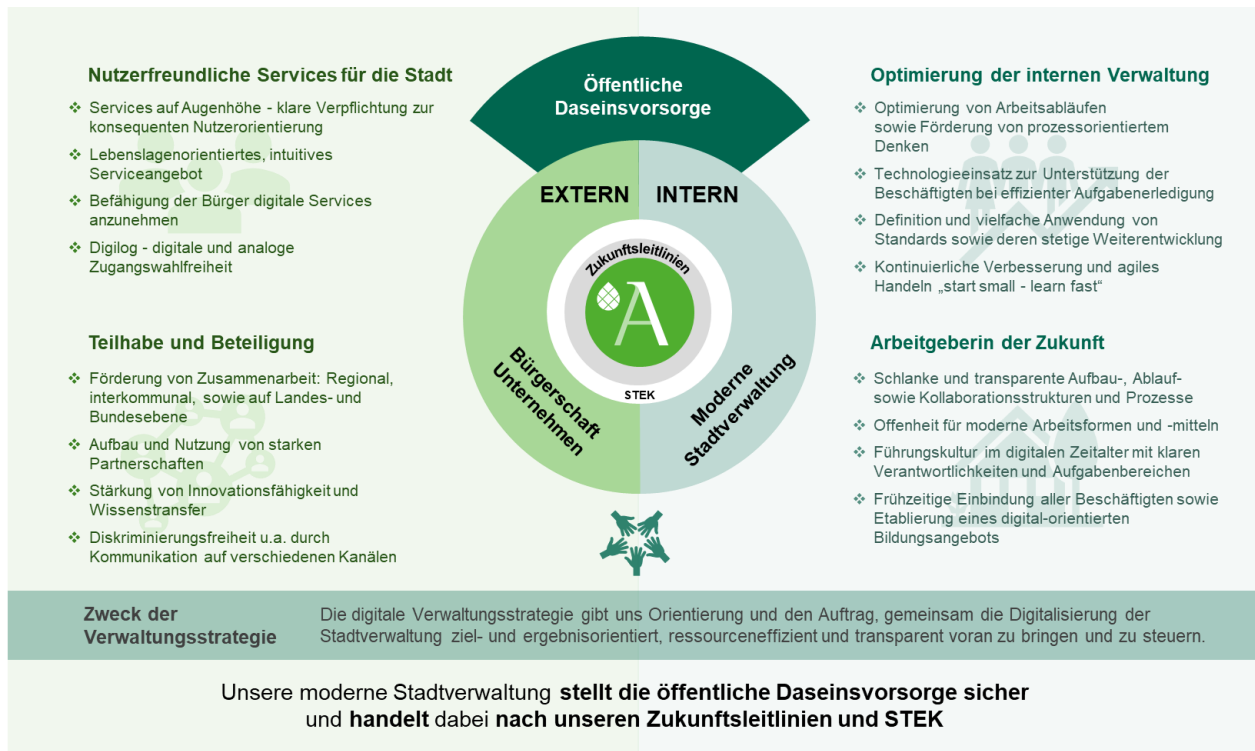 Nutzerfreundliche Services für die Stadt
❖ Services auf Augenhöhe - klare Verpflichtung zur
konsequenten Nutzerorientierung
❖ Lebenslagenorientiertes, intuitives
Serviceangebot
❖ Befähigung der Bürger digitale Services
anzunehmen
❖ Digilog - digitale und analoge
Zugangswahlfreiheit
Teilhabe und Beteiligung
❖ Förderung von Zusammenarbeit: Regional,
interkommunal, sowie auf Landes- und
Bundesebene
❖ Aufbau und Nutzung von starken
Partnerschaften
❖ Stärkung von Innovationsfähigkeit und
Wissenstransfer
❖ Diskriminierungsfreiheit u.a. durch
Kommunikation auf verschiedenen Kanälen
Öffentliche
Daseinsvorsorge
EXTERN
INTERN
Zukunftsleitlinien
A
STEK
Bürgerschaft
Unternehmen
Moderne
Stadtverwaltung
Optimierung der internen Verwaltung
❖ Optimierung von Arbeitsabläufen
sowie Förderung von prozessorientiertem
Denken
❖ Technologieeinsatz zur Unterstützung der
Beschäftigten bei effizienter Aufgabenerledigung
❖ Definition und vielfache Anwendung von
Standards sowie deren stetige Weiterentwicklung
❖ Kontinuierliche Verbesserung und agiles
Handeln „start small - learn fast“
Arbeitgeberin der Zukunft
❖ Schlanke und transparente Aufbau-, Ablauf-
sowie Kollaborationsstrukturen und Prozesse
❖ Offenheit für moderne Arbeitsformen und -mitteln
❖ Führungskultur im digitalen Zeitalter mit klaren
Verantwortlichkeiten und Aufgabenbereichen
❖ Frühzeitige Einbindung aller Beschäftigten sowie
Etablierung eines digital-orientierten
Bildungsangebots
Zweck der
Verwaltungsstrategie
Die digitale Verwaltungsstrategie gibt uns Orientierung und den Auftrag, gemeinsam die Digitalisierung der
Stadtverwaltung ziel- und ergebnisorientiert, ressourceneffizient und transparent voran zu bringen und zu steuern.
Unsere moderne Stadtverwaltung stellt die öffentliche Daseinsvorsorge sicher
und handelt dabei nach unseren Zukunftsleitlinien und STEK